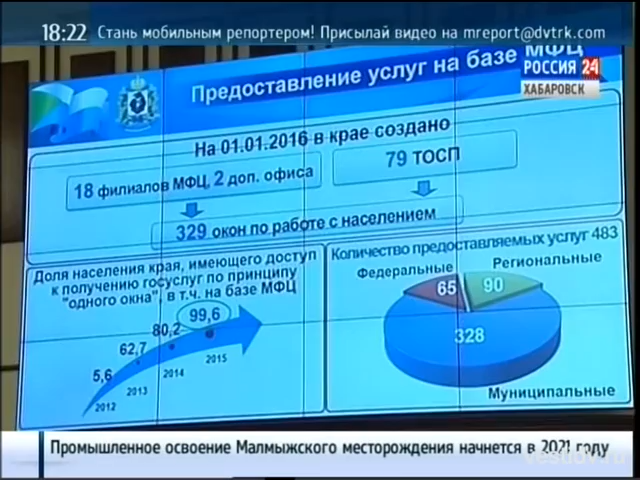 18:22 Стань мобильным репортером! Присылай видео на mreport@dvtrk.com
Предоставление услуг на базе МФЦ
РОССИЯ 24
ХАБАРОВСК
На 01.01.2016 в крае создано
18 филиалов МФЦ, 2 доп. офиса
79 ТОСП
329 окон по работе с населением
Доля населения края, имеющего доступ
к получению госуслуг по принципу
"одного окна", в т.ч. на базе МФЦ
99,6
80,2
62,7
5,6
2012
2013
2014
2015
Количество предоставляемых услуг 483
Федеральные
Региональные
65
90
328
Муниципальные
Промышленное освоение Малмыжского месторождения начнется в 2021 году
vestidv.ru